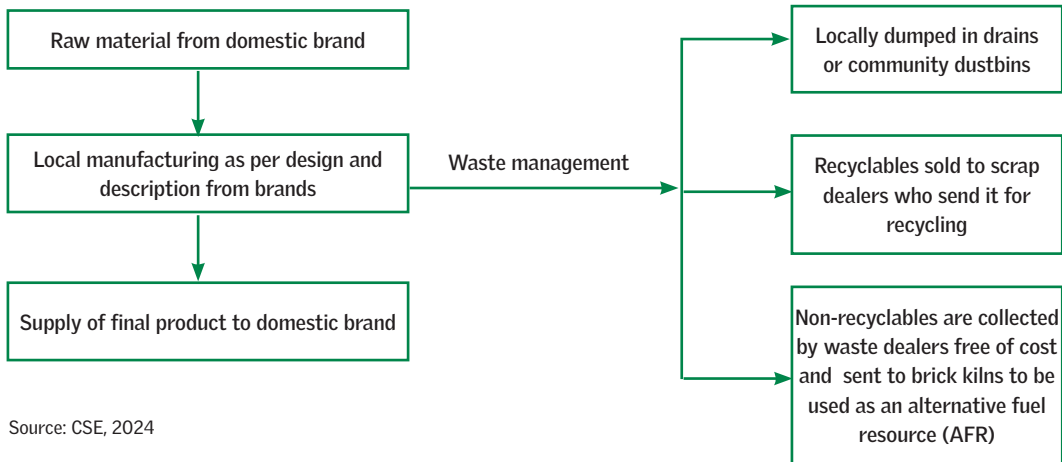 Raw material from domestic brand
Local manufacturing as per design and
description from brands
Supply of final product to domestic brand
Waste management
Locally dumped in drains
or community dustbins
Recyclables sold to scrap
dealers who send it for
recycling
Non-recyclables are collected
by waste dealers free of cost
and sent to brick kilns to be
used as an alternative fuel
resource (AFR)
Source: CSE, 2024